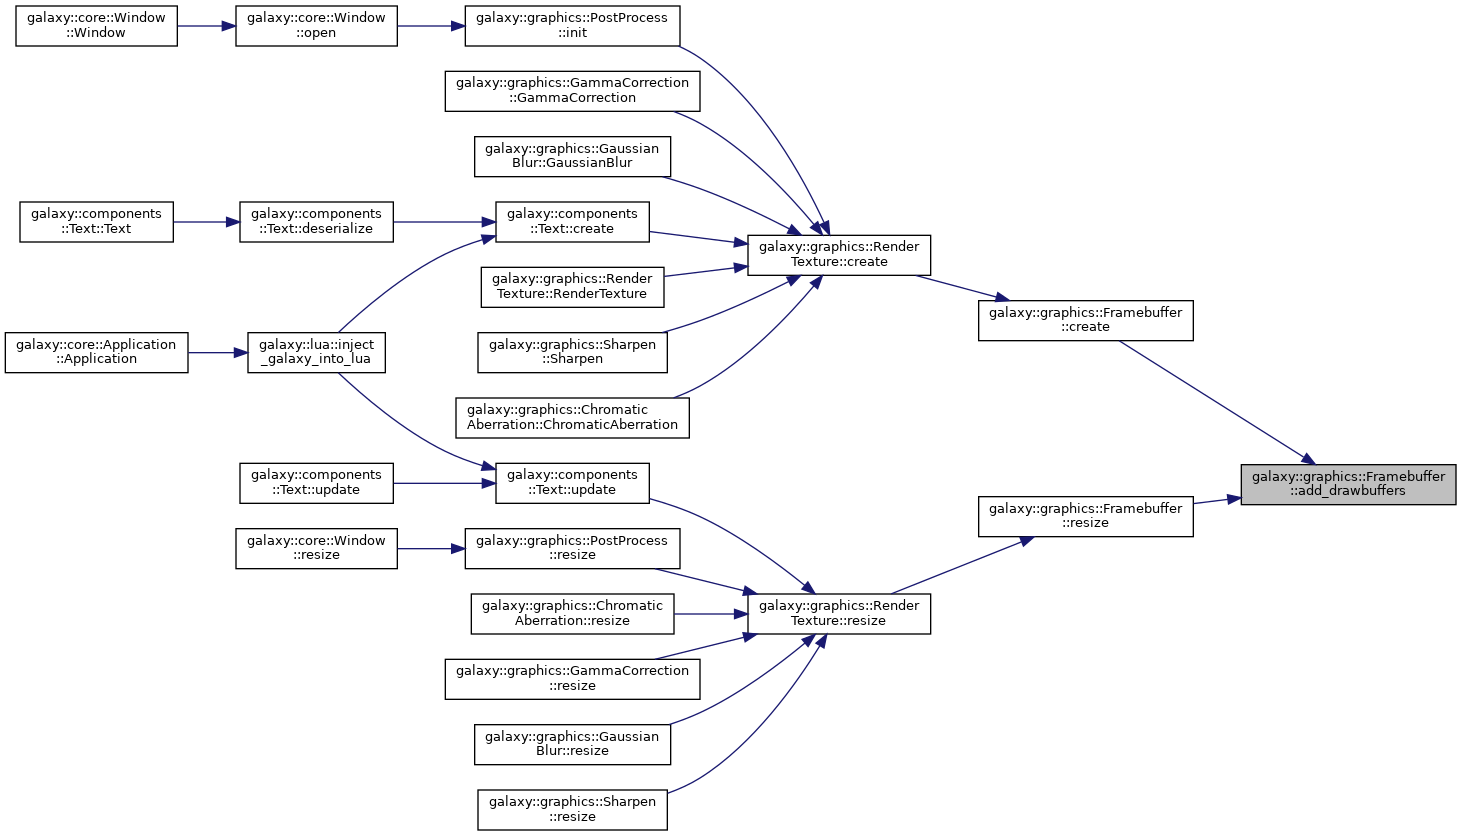 galaxy::core::Window
::Window
galaxy::core::Window
::open
galaxy::graphics::PostProcess
::init
galaxy::graphics::GammaCorrection
::GammaCorrection
galaxy::graphics::Gaussian
Blur::GaussianBlur
galaxy::components
::Text::Text
galaxy::components
::Text::deserialize
galaxy::components
::Text::create
galaxy::graphics::Render
Texture::create
galaxy::graphics::Render
Texture::RenderTexture
galaxy::graphics::Framebuffer
::create
galaxy::core::Application
::Application
galaxy::lua::inject
_galaxy_into_lua
galaxy::graphics::Sharpen
::Sharpen
galaxy::graphics::Chromatic
Aberration::ChromaticAberration
galaxy::components
::Text::update
galaxy::components
::Text::update
galaxy::graphics::Framebuffer
::add_drawbuffers
galaxy::graphics::Framebuffer
::resize
galaxy::core::Window
::resize
galaxy::graphics::PostProcess
::resize
galaxy::graphics::Chromatic
Aberration::resize
galaxy::graphics::Render
Texture::resize
galaxy::graphics::GammaCorrection
::resize
galaxy::graphics::Gaussian
Blur::resize
galaxy::graphics::Sharpen
::resize